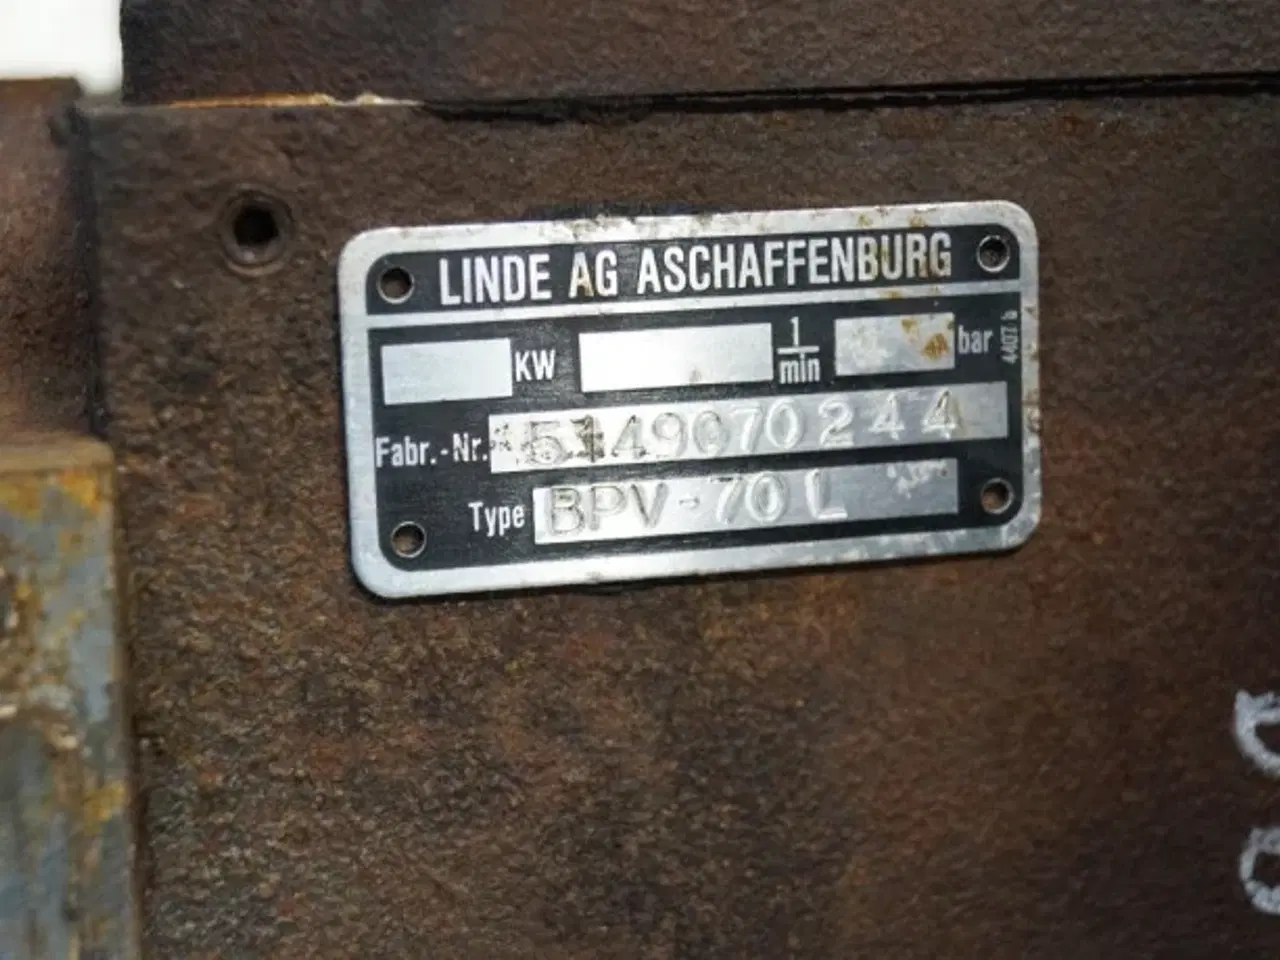 LINDE AG ASCHAFFENBURG
KW 1/min bar 4407 b
Fabr.-Nr. 5149070244
Type BPV-70 L